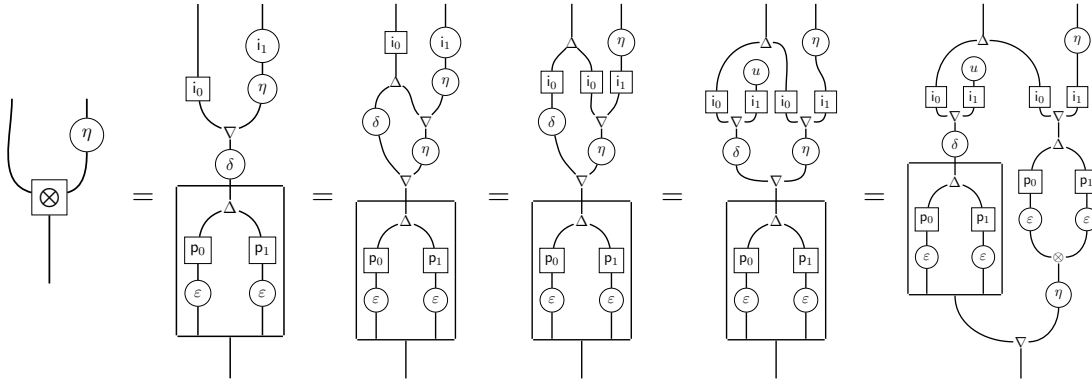 η
⊗
=
i₁
i₀ η
∇
δ
Δ
p₀ p₁
ε ε
=
i₀ i₁
Δ η
δ ∇
η
∇
Δ
p₀ p₁
ε ε
=
Δ η
i₀ i₀ i₁
δ ∇
η
∇
Δ
p₀ p₁
ε ε
=
Δ η
u
i₀ i₁ i₀ i₁
∇ ∇
δ η
∇
Δ
p₀ p₁
ε ε
=
Δ η
u
i₀ i₁ i₀ i₁
∇ ∇
δ Δ
Δ p₀ p₁
p₀ p₁ ε ε
ε ε ⊗
η
∇